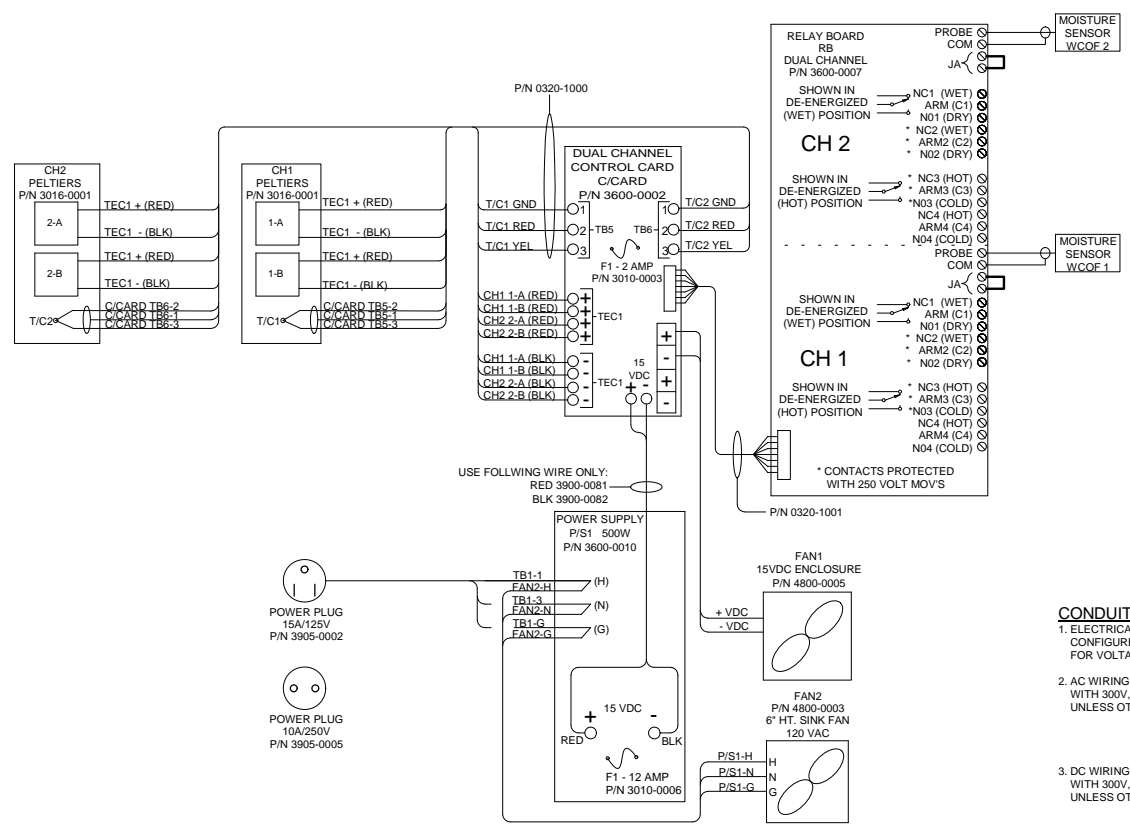 P/N 0320-1000
CH2
PELTIERS
P/N 3016-0001
2-A
2-B
TEC1 + (RED)
TEC1 - (BLK)
TEC1 + (RED)
TEC1 - (BLK)
T/C2
C/CARD TB6-2
C/CARD TB6-1
C/CARD TB6-3
CH1
PELTIERS
P/N 3016-0001
1-A
1-B
TEC1 + (RED)
TEC1 - (BLK)
TEC1 + (RED)
TEC1 - (BLK)
T/C1
C/CARD TB5-2
C/CARD TB5-1
C/CARD TB5-3
DUAL CHANNEL
CONTROL CARD
C/CARD
P/N 3600-0002
T/C1 GND
T/C1 RED
T/C1 YEL
1
2
3
TB5
TB6
1
2
3
T/C2 GND
T/C2 RED
T/C2 YEL
F1 - 2 AMP
P/N 3010-0003
CH1 1-A (RED)
CH1 1-B (RED)
CH2 2-A (RED)
CH2 2-B (RED)
+
+
+
+
TEC1
CH1 1-A (BLK)
CH1 1-B (BLK)
CH2 2-A (BLK)
CH2 2-B (BLK)
-
-
-
-
TEC1
15
VDC
+ -
+
-
+
-
RELAY BOARD
RB
DUAL CHANNEL
P/N 3600-0007
PROBE
COM
JA
MOISTURE
SENSOR
WCOF 2
SHOWN IN
DE-ENERGIZED
(WET) POSITION
CH 2
NC1 (WET)
ARM (C1)
N01 (DRY)
* NC2 (WET)
* ARM2 (C2)
* N02 (DRY)
SHOWN IN
DE-ENERGIZED
(HOT) POSITION
* NC3 (HOT)
* ARM3 (C3)
*N03 (COLD)
NC4 (HOT)
ARM4 (C4)
N04 (COLD)
PROBE
COM
JA
MOISTURE
SENSOR
WCOF 1
SHOWN IN
DE-ENERGIZED
(WET) POSITION
CH 1
NC1 (WET)
ARM (C1)
N01 (DRY)
* NC2 (WET)
* ARM2 (C2)
* N02 (DRY)
SHOWN IN
DE-ENERGIZED
(HOT) POSITION
* NC3 (HOT)
* ARM3 (C3)
*N03 (COLD)
NC4 (HOT)
ARM4 (C4)
N04 (COLD)
* CONTACTS PROTECTED
WITH 250 VOLT MOV'S
P/N 0320-1001
USE FOLLWING WIRE ONLY:
RED 3900-0081
BLK 3900-0082
POWER SUPPLY
P/S1 500W
P/N 3600-0010
TB1-1
FAN2-H
(H)
TB1-3
FAN2-N
(N)
TB1-G
FAN2-G
(G)
15 VDC
+ -
RED
BLK
F1 - 12 AMP
P/N 3010-0006
POWER PLUG
15A/125V
P/N 3905-0002
POWER PLUG
10A/250V
P/N 3905-0005
FAN1
15VDC ENCLOSURE
P/N 4800-0005
+ VDC
- VDC
FAN2
P/N 4800-0003
6" HT. SINK FAN
120 VAC
P/S1-H
P/S1-N
P/S1-G
H
N
G
CONDUIT
1. ELECTRICA
CONFIGURI
FOR VOLTA
2. AC WIRING
WITH 300V,
UNLESS OT
3. DC WIRING
WITH 300V,
UNLESS OT